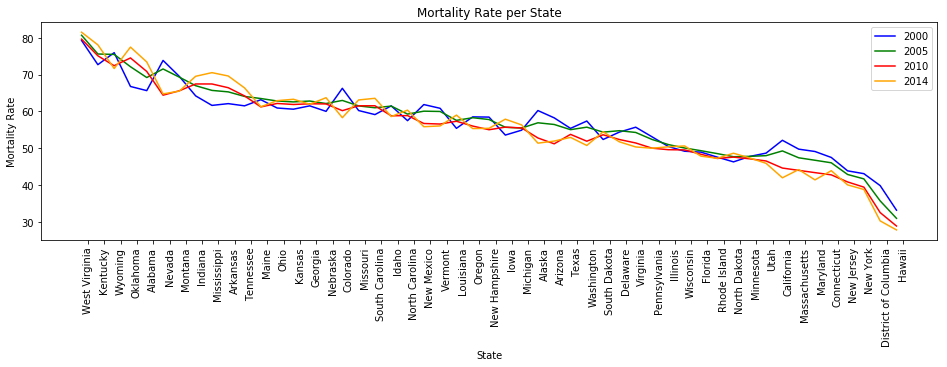 Mortality Rate per State
2000
2005
2010
2014
Mortality Rate
80
70
60
50
40
30
West Virginia
Kentucky
Wyoming
Oklahoma
Alabama
Nevada
Montana
Indiana
Mississippi
Arkansas
Tennessee
Maine
Ohio
Kansas
Georgia
Nebraska
Colorado
Missouri
South Carolina
Idaho
North Carolina
New Mexico
Vermont
Louisiana
Oregon
New Hampshire
Iowa
Michigan
Alaska
Arizona
Texas
Washington
South Dakota
Delaware
Virginia
Pennsylvania
Illinois
Wisconsin
Florida
Rhode Island
North Dakota
Minnesota
Utah
California
Massachusetts
Maryland
Connecticut
New Jersey
New York
District of Columbia
Hawaii
State